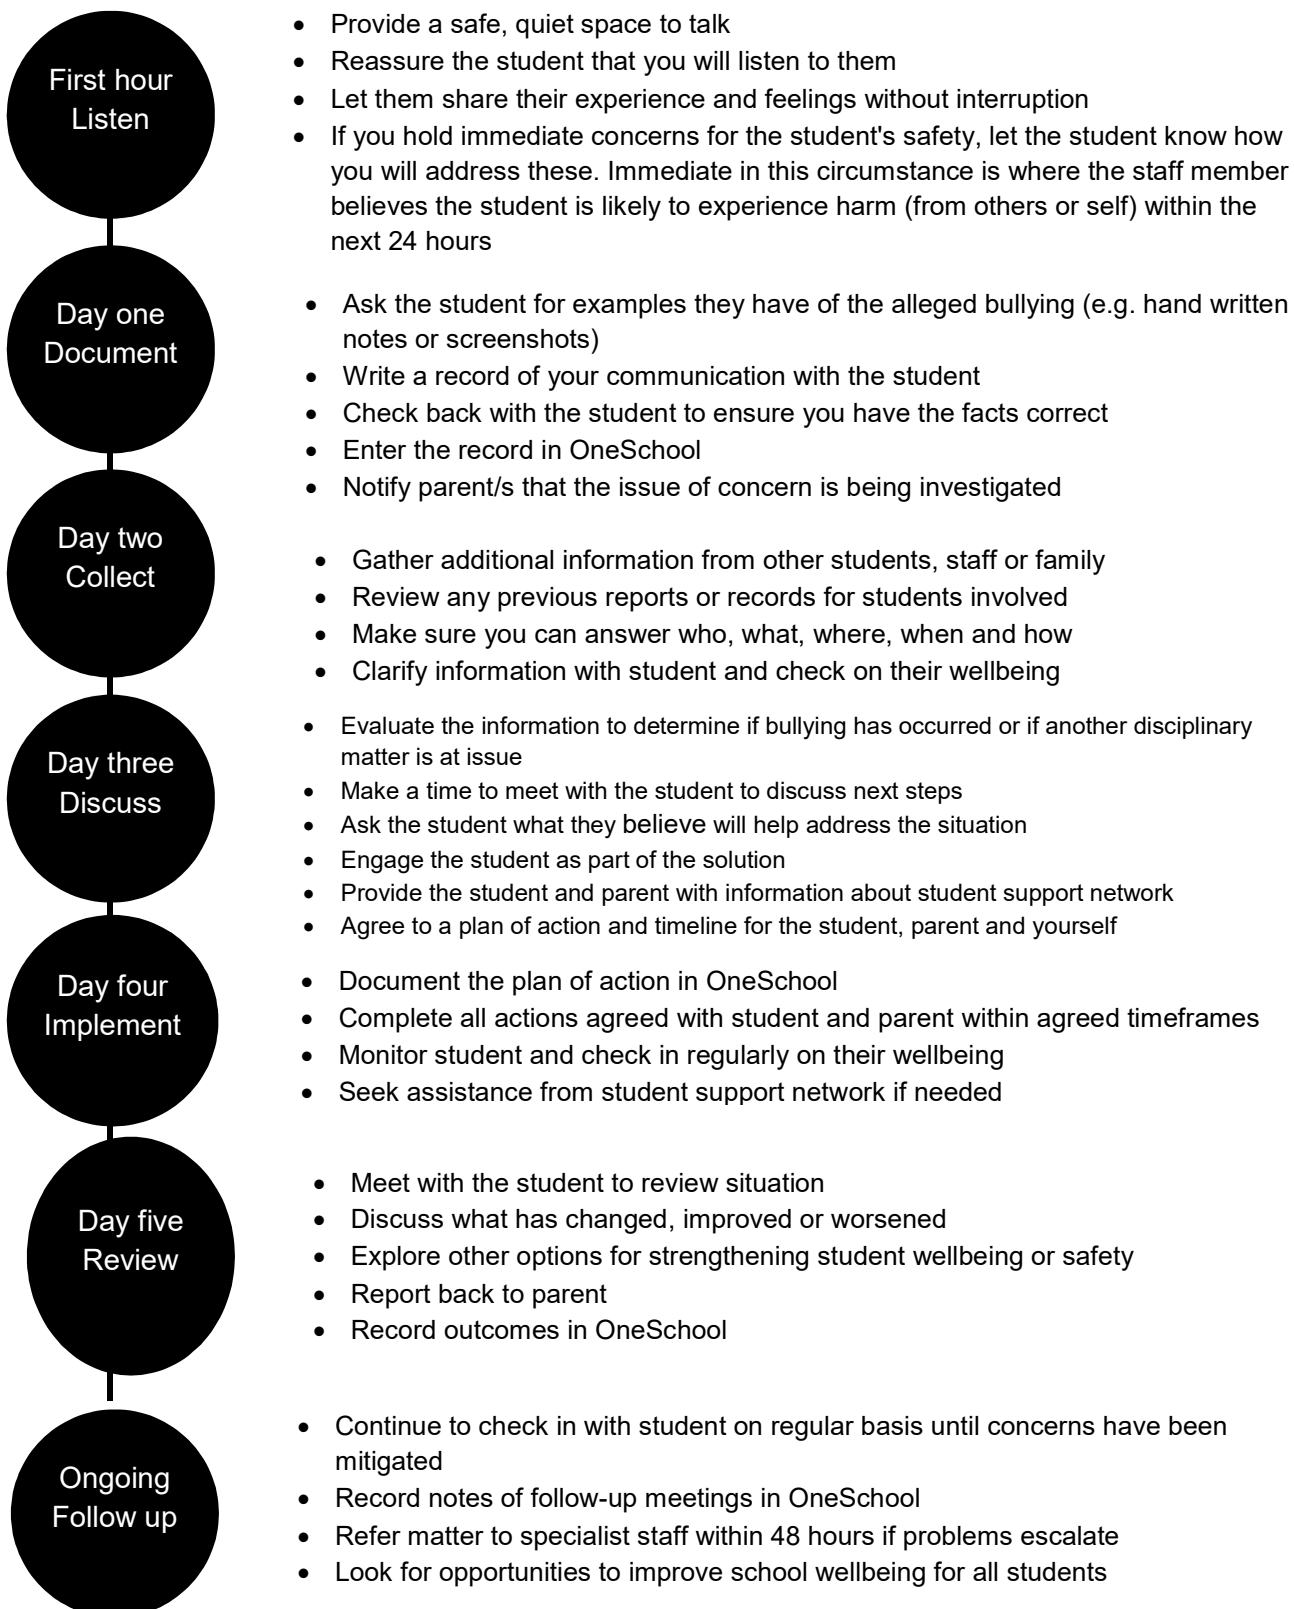 First hour
Listen
• Provide a safe, quiet space to talk
• Reassure the student that you will listen to them
• Let them share their experience and feelings without interruption
• If you hold immediate concerns for the student's safety, let the student know how
you will address these. Immediate in this circumstance is where the staff member
believes the student is likely to experience harm (from others or self) within the
next 24 hours
Day one
Document
• Ask the student for examples they have of the alleged bullying (e.g. hand written
notes or screenshots)
• Write a record of your communication with the student
• Check back with the student to ensure you have the facts correct
• Enter the record in OneSchool
• Notify parent/s that the issue of concern is being investigated
Day two
Collect
• Gather additional information from other students, staff or family
• Review any previous reports or records for students involved
• Make sure you can answer who, what, where, when and how
• Clarify information with student and check on their wellbeing
Day three
Discuss
• Evaluate the information to determine if bullying has occurred or if another disciplinary
matter is at issue
• Make a time to meet with the student to discuss next steps
• Ask the student what they believe will help address the situation
• Engage the student as part of the solution
• Provide the student and parent with information about student support network
• Agree to a plan of action and timeline for the student, parent and yourself
Day four
Implement
• Document the plan of action in OneSchool
• Complete all actions agreed with student and parent within agreed timeframes
• Monitor student and check in regularly on their wellbeing
• Seek assistance from student support network if needed
Day five
Review
• Meet with the student to review situation
• Discuss what has changed, improved or worsened
• Explore other options for strengthening student wellbeing or safety
• Report back to parent
• Record outcomes in OneSchool
Ongoing
Follow up
• Continue to check in with student on regular basis until concerns have been
mitigated
• Record notes of follow-up meetings in OneSchool
• Refer matter to specialist staff within 48 hours if problems escalate
• Look for opportunities to improve school wellbeing for all students